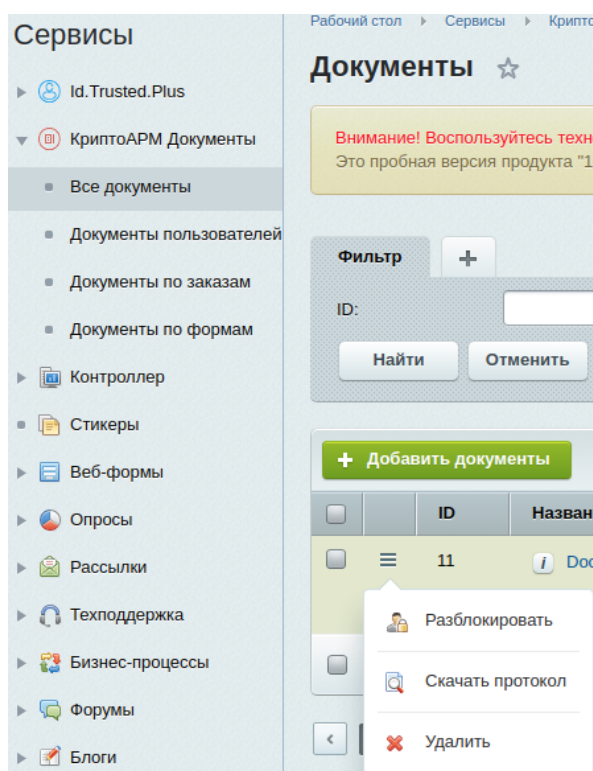 Сервисы
Id.Trusted.Plus
КриптоАРМ Документы
Все документы
Документы пользователей
Документы по заказам
Документы по формам
Контроллер
Стикеры
Веб-формы
Опросы
Рассылки
Техподдержка
Бизнес-процессы
Форумы
Блоги
Рабочий стол Сервисы Крипто
Документы
Внимание! Воспользуйтесь техн
Это пробная версия продукта "1
Фильтр +
ID:
Найти Отменить
+ Добавить документы
ID Назван
11 i Doc
Разблокировать
Скачать протокол
Удалить